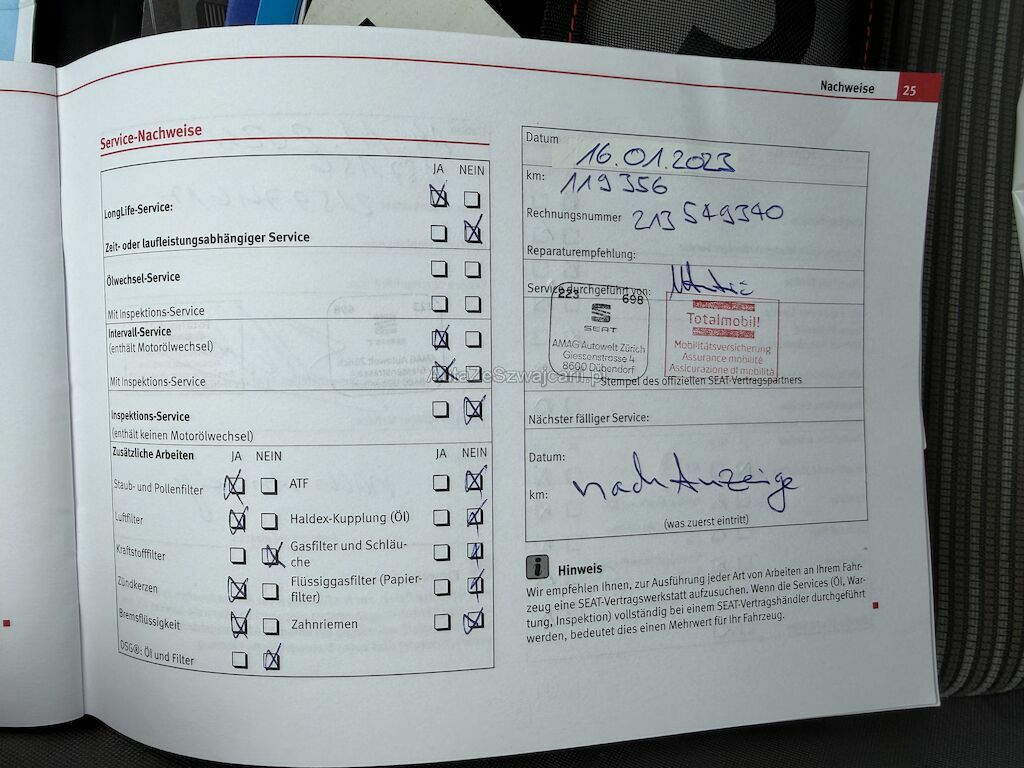 Nachweise 25
Service-Nachweise
JA NEIN
LongLife-Service:
Zeit- oder laufleistungsabhängiger Service
Ölwechsel-Service
Mit Inspektions-Service
Intervall-Service
(enthält Motorölwechsel)
Mit Inspektions-Service
Inspektions-Service
(enthält keinen Motorölwechsel)
Zusätzliche Arbeiten JA NEIN JA NEIN
Staub- und Pollenfilter ATF
Luftfilter Haldex-Kupplung (Öl)
Kraftstofffilter Gasfilter und Schläu-
che
Zündkerzen Flüssiggasfilter (Papier-
filter)
Bremsflüssigkeit Zahnriemen
DSG®: Öl und Filter
Datum 16.01.2023
km: 119 356
Rechnungsnummer 213 549340
Reparaturempfehlung:
Service durchgeführt von:
223 698
SEAT
AMAG Autowelt Zürich
Giessenstrasse 4
8600 Dübendorf
Totalmobil!
Mobilitätsversicherung
Assurance mobilité
Assicurazione di mobilità
AutazeSzwajcarii.pl
Stempel des offiziellen SEAT-Vertragspartners
Nächster fälliger Service:
Datum:
km: nach Anzeige
(was zuerst eintritt)
i Hinweis
Wir empfehlen Ihnen, zur Ausführung jeder Art von Arbeiten an Ihrem Fahr-
zeug eine SEAT-Vertragswerkstatt aufzusuchen. Wenn die Services (Öl, War-
tung, Inspektion) vollständig bei einem SEAT-Vertragshändler durchgeführt
werden, bedeutet dies einen Mehrwert für Ihr Fahrzeug.